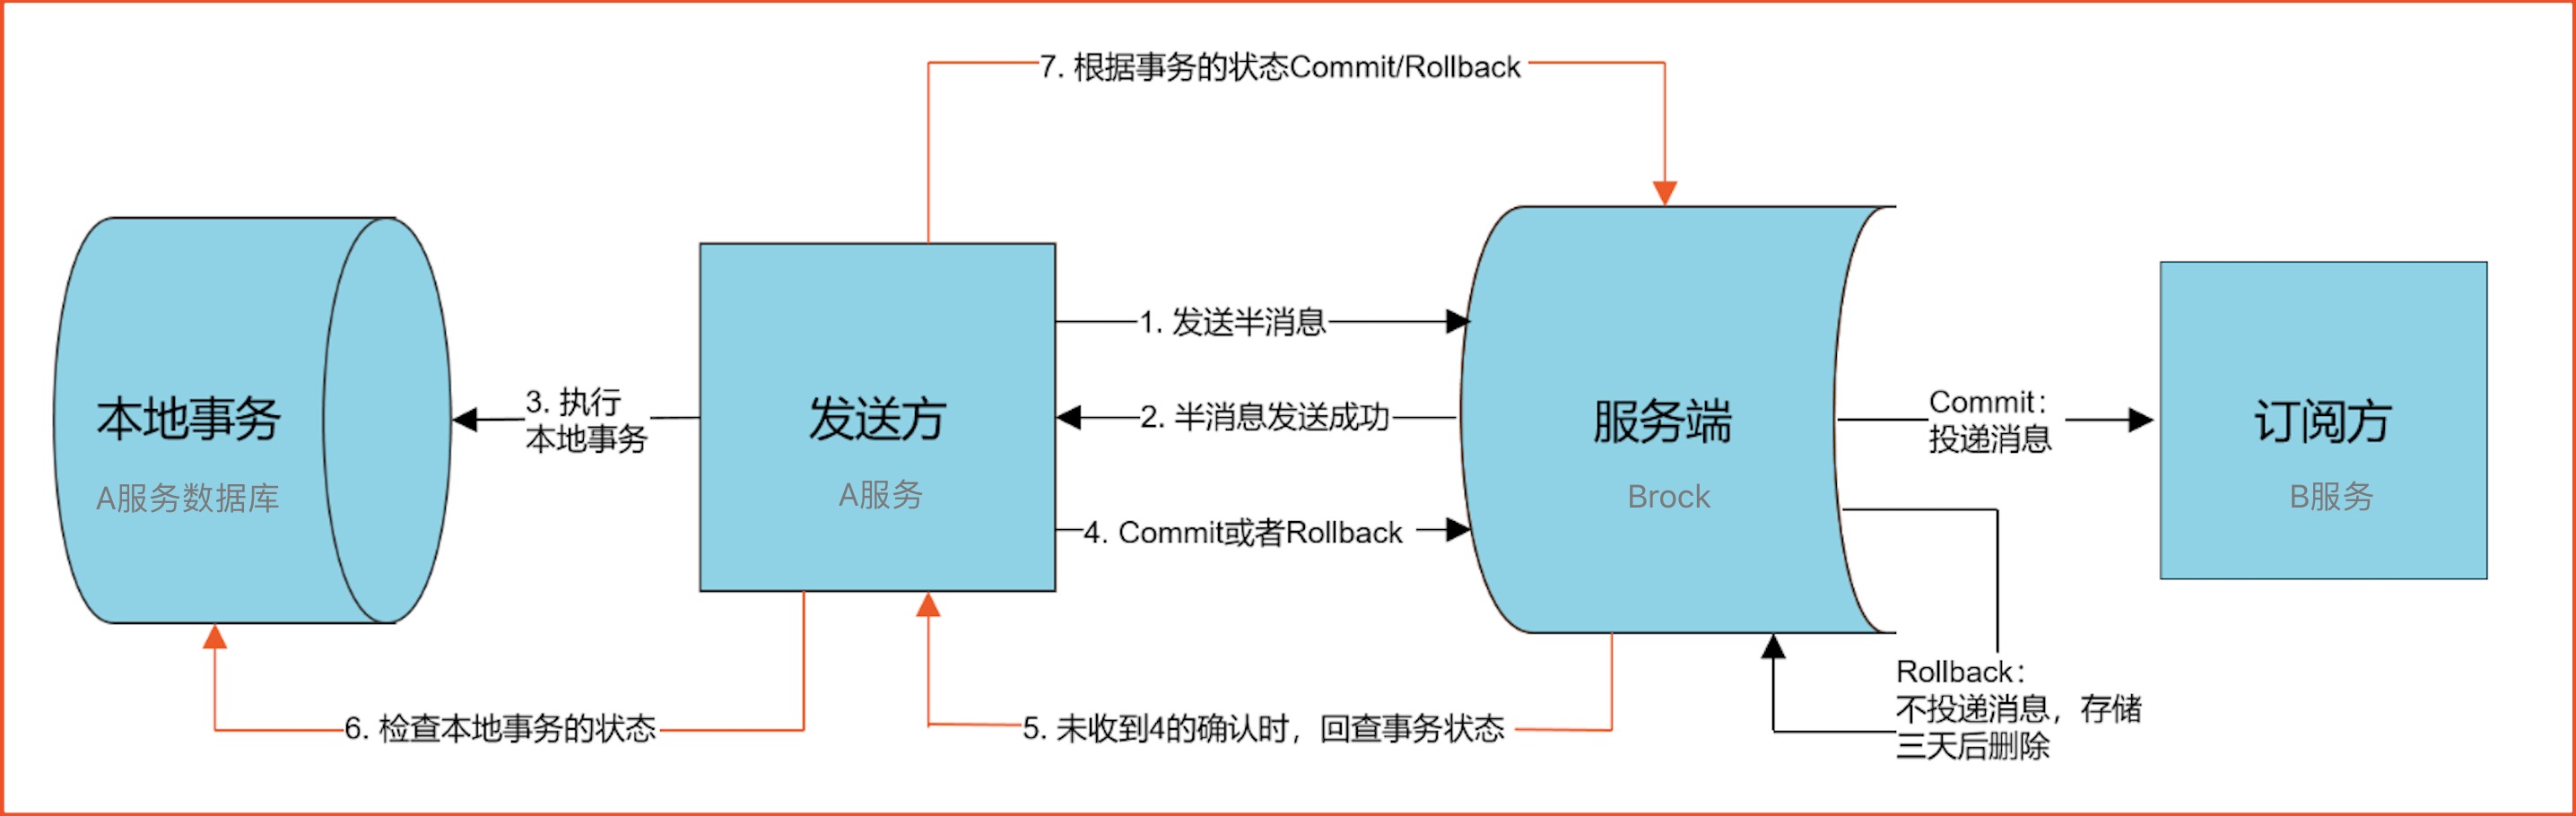 7. 根据事务的状态Commit/Rollback
1. 发送半消息
本地事务
A服务数据库
3. 执行
本地事务
发送方
A服务
2. 半消息发送成功
服务端
Brock
Commit：
投递消息
订阅方
B服务
4. Commit或者Rollback
6. 检查本地事务的状态
5. 未收到4的确认时，回查事务状态
Rollback：
不投递消息，存储
三天后删除